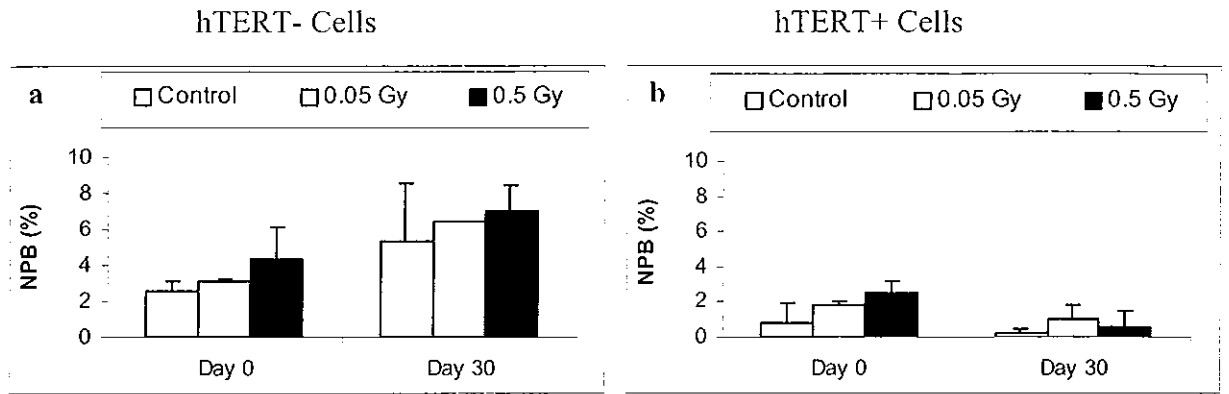 hTERT- Cells
hTERT+ Cells
a
Control
0.05 Gy
0.5 Gy
NPB (%)
10
8
6
4
2
0
Day 0
Day 30
b
Control
0.05 Gy
0.5 Gy
NPB (%)
10
8
6
4
2
0
Day 0
Day 30